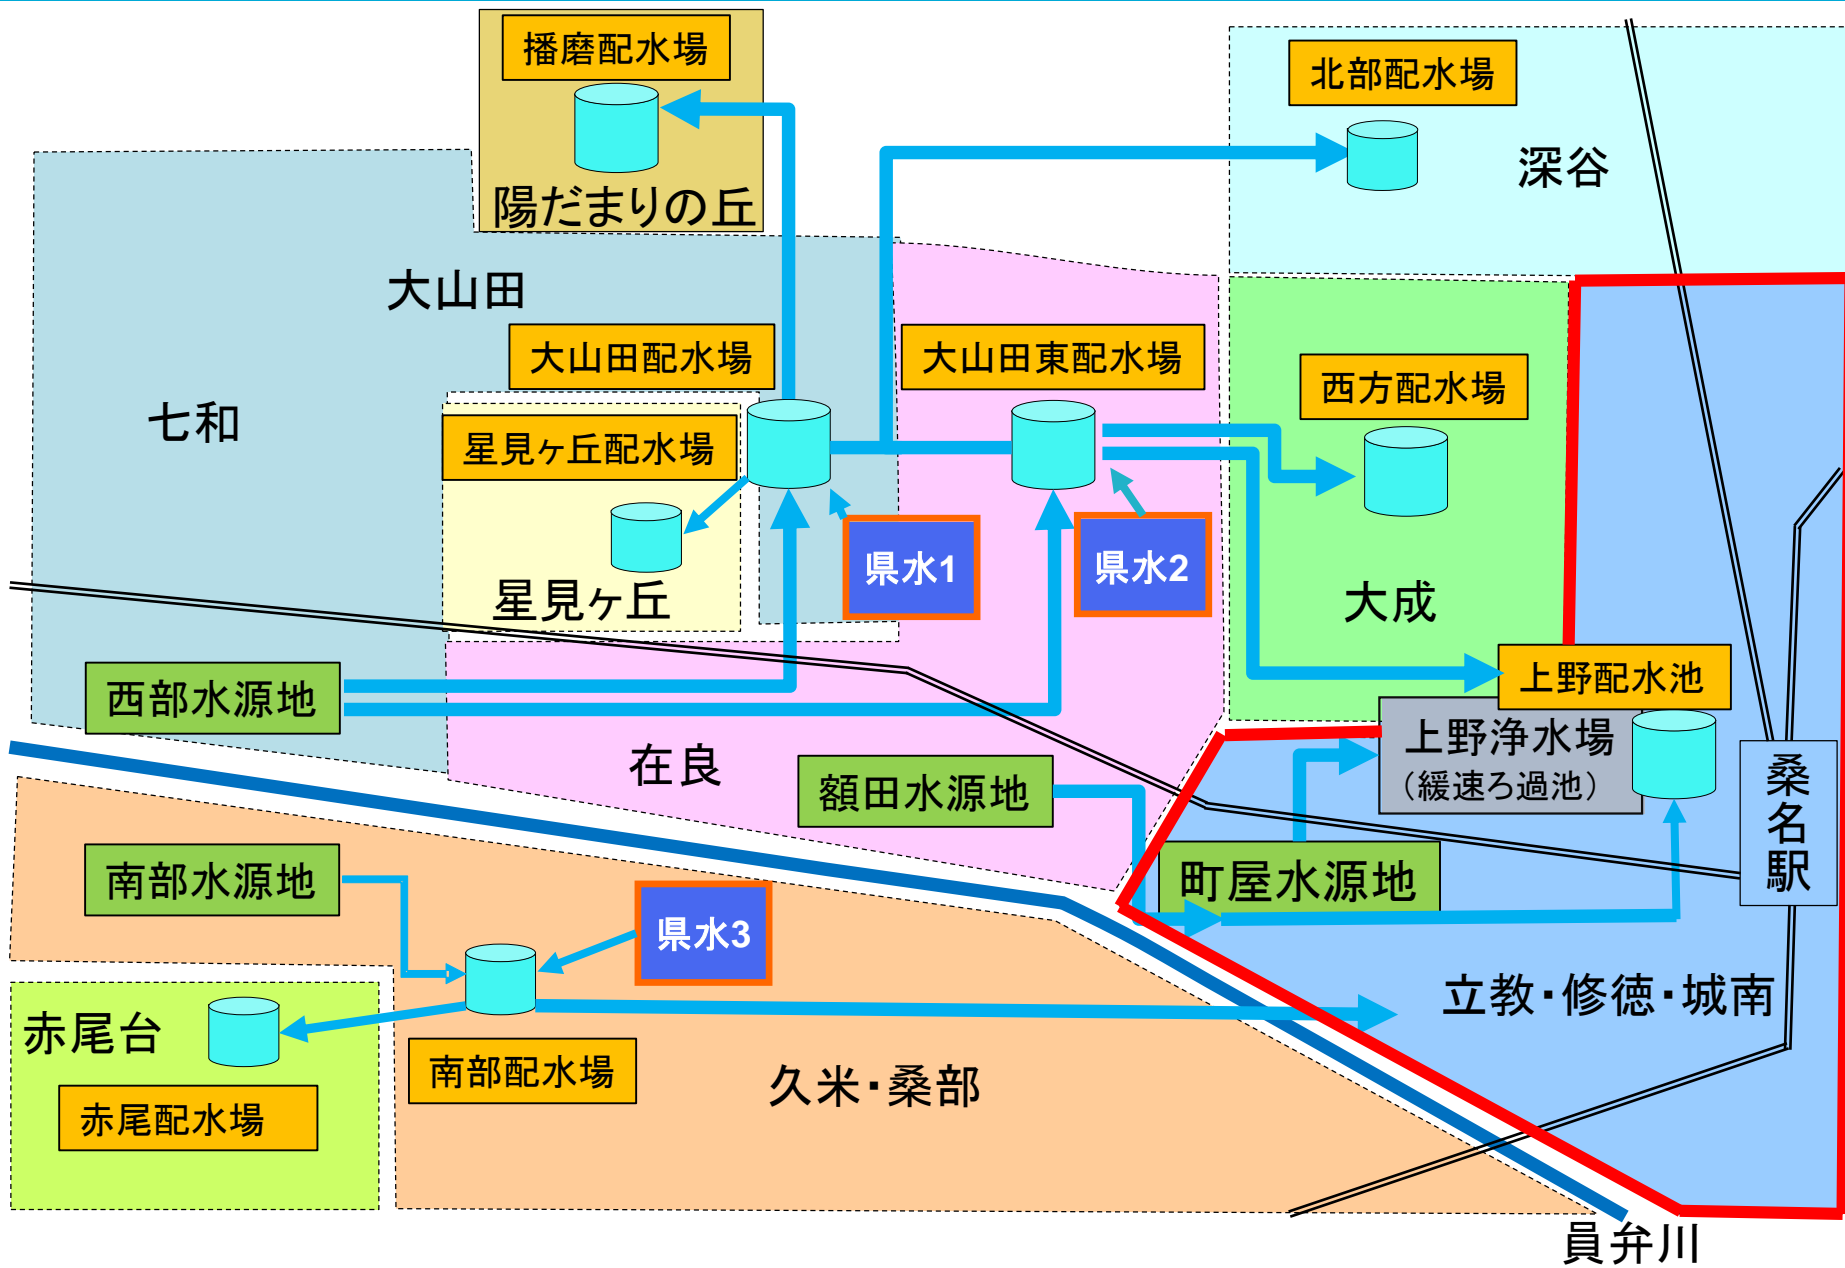 播磨配水場
北部配水場
深谷
陽だまりの丘
大山田
大山田配水場
大山田東配水場
西方配水場
七和
星見ヶ丘配水場
県水1
県水2
星見ヶ丘
大成
西部水源地
上野配水池
在良
上野浄水場
（緩速ろ過池）
額田水源地
桑名駅
南部水源地
町屋水源地
県水3
立教・修徳・城南
赤尾台
南部配水場
久米・桑部
赤尾配水場
員弁川